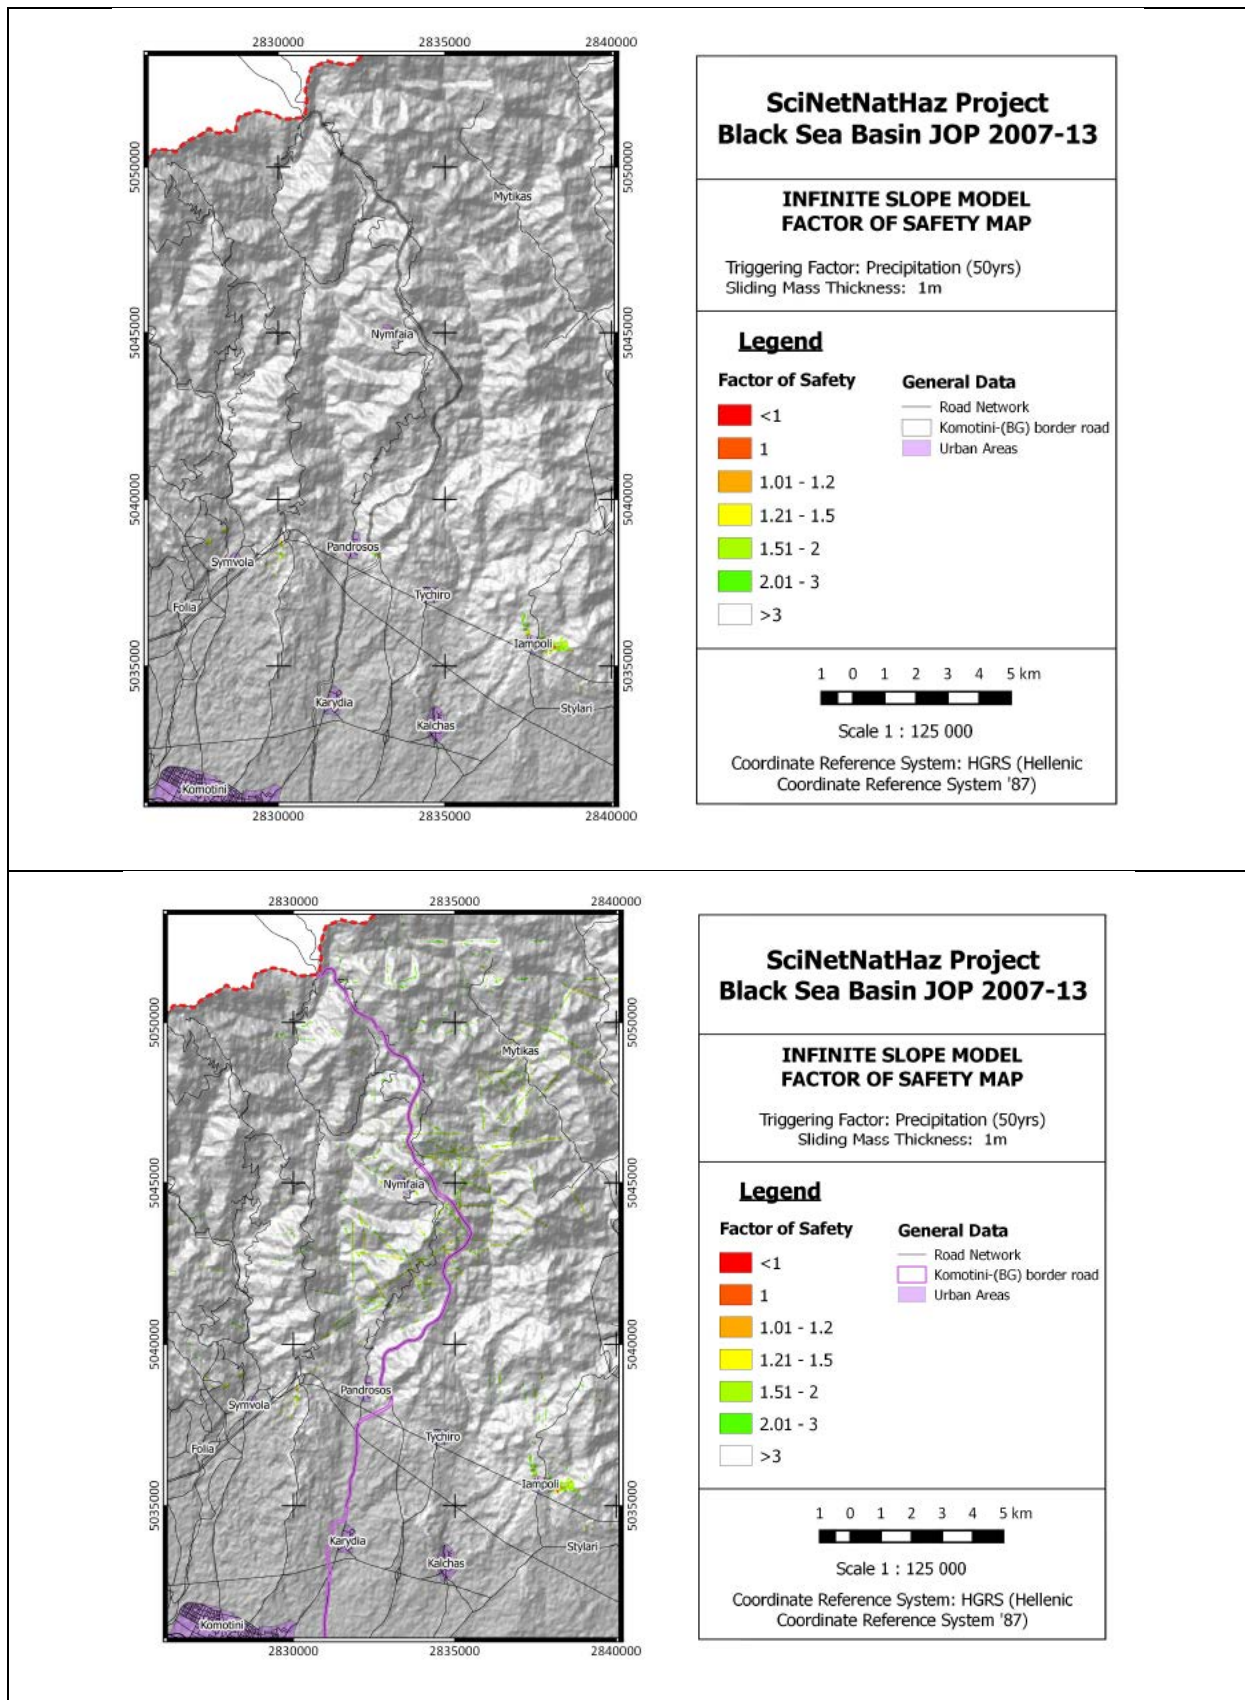 2830000 2835000 2840000
5050000 5050000
Mytikas
Nymfaia
5045000 5045000
5040000 5040000
Pandrosos
Symvola
Tychiro
Folia
Iampoli
5035000 5035000
Karydia
Stylari
Kalchas
Komotini
2830000 2835000 2840000
SciNetNatHaz Project
Black Sea Basin JOP 2007-13
INFINITE SLOPE MODEL
FACTOR OF SAFETY MAP
Triggering Factor: Precipitation (50yrs)
Sliding Mass Thickness: 1m
Legend
Factor of Safety
<1
1
1.01 - 1.2
1.21 - 1.5
1.51 - 2
2.01 - 3
>3
General Data
Road Network
Komotini-(BG) border road
Urban Areas
1 0 1 2 3 4 5 km
Scale 1 : 125 000
Coordinate Reference System: HGRS (Hellenic
Coordinate Reference System '87)
2830000 2835000 2840000
5050000 5050000
Mytikas
Nymfaia
5045000 5045000
5040000 5040000
Pandrosos
Symvola
Tychiro
Folia
Iampoli
5035000 5035000
Karydia
Stylari
Kalchas
Komotini
2830000 2835000 2840000
SciNetNatHaz Project
Black Sea Basin JOP 2007-13
INFINITE SLOPE MODEL
FACTOR OF SAFETY MAP
Triggering Factor: Precipitation (50yrs)
Sliding Mass Thickness: 1m
Legend
Factor of Safety
<1
1
1.01 - 1.2
1.21 - 1.5
1.51 - 2
2.01 - 3
>3
General Data
Road Network
Komotini-(BG) border road
Urban Areas
1 0 1 2 3 4 5 km
Scale 1 : 125 000
Coordinate Reference System: HGRS (Hellenic
Coordinate Reference System '87)